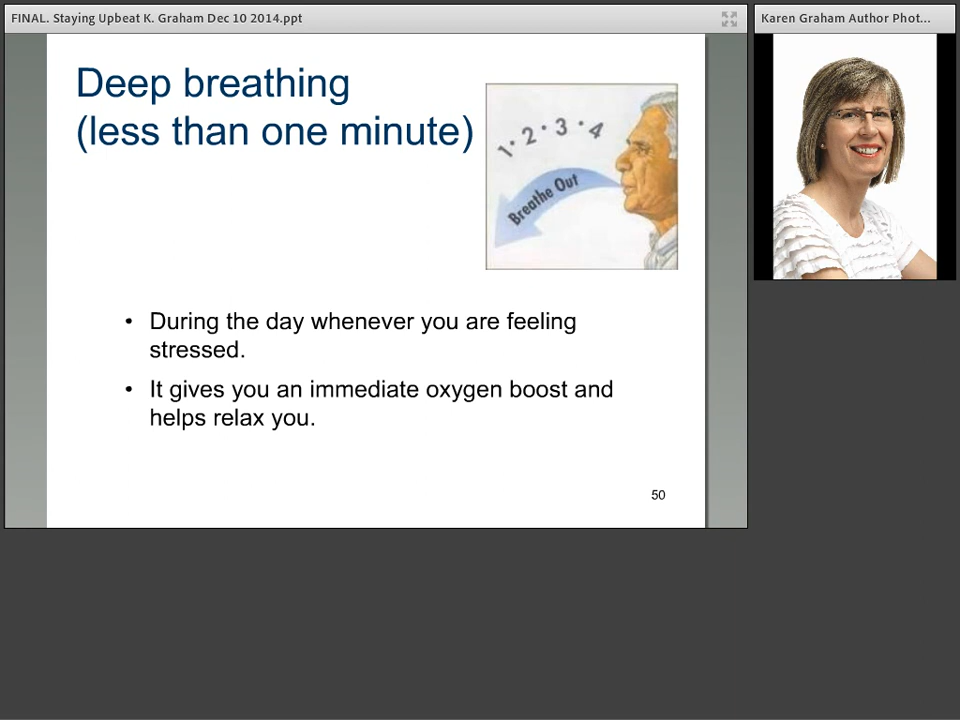 FINAL. Staying Upbeat K. Graham Dec 10 2014.ppt
Karen Graham Author Phot...
Deep breathing
(less than one minute)
1 · 2 · 3 · 4
Breathe Out
• During the day whenever you are feeling
stressed.
• It gives you an immediate oxygen boost and
helps relax you.
50